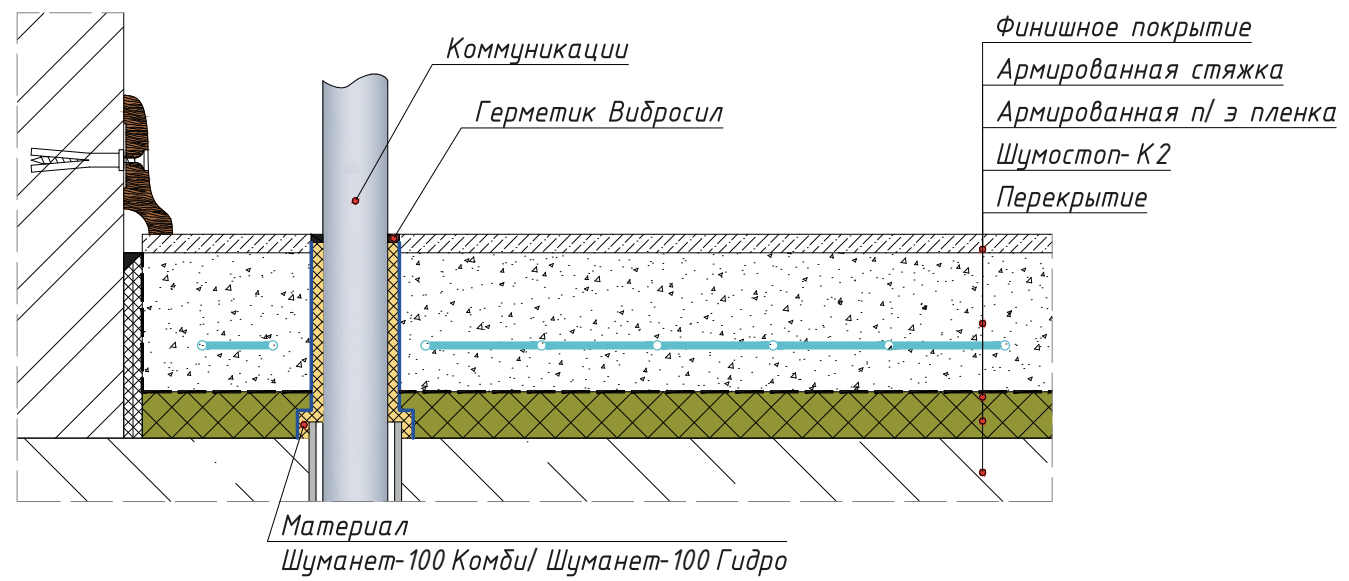 Коммуникации
Герметик Вибросил
Финишное покрытие
Армированная стяжка
Армированная п/ э пленка
Шумостоп-К2
Перекрытие
Материал
Шуманет-100 Комби/ Шуманет-100 Гидро